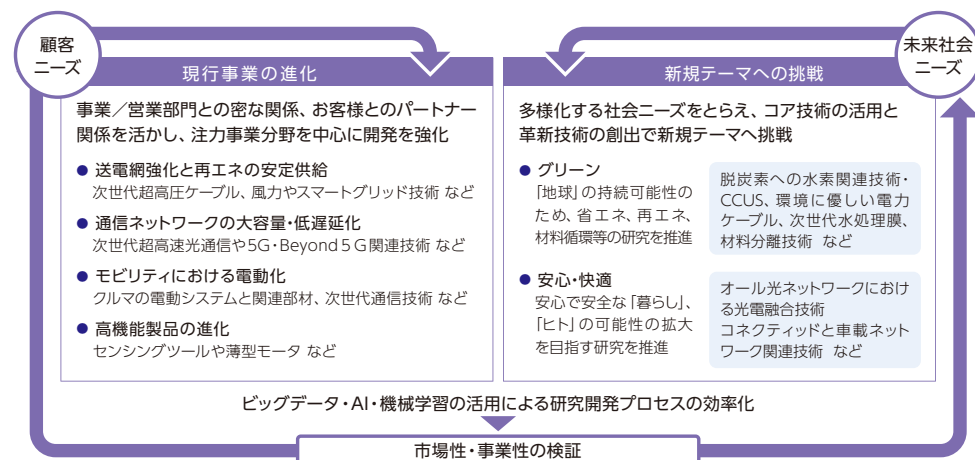 顧客
ニーズ
未来社会
ニーズ
現行事業の進化
事業／営業部門との密な関係、お客様とのパートナー
関係を活かし、注力事業分野を中心に開発を強化
● 送電網強化と再エネの安定供給
次世代超高圧ケーブル、風力やスマートグリッド技術 など
● 通信ネットワークの大容量・低遅延化
次世代超高速光通信や5G・Beyond 5 G関連技術 など
● モビリティにおける電動化
クルマの電動システムと関連部材、次世代通信技術 など
● 高機能製品の進化
センシングツールや薄型モータ など
新規テーマへの挑戦
多様化する社会ニーズをとらえ、コア技術の活用と
革新技術の創出で新規テーマへ挑戦
● グリーン
「地球」の持続可能性の
ため、省エネ、再エネ、
材料循環等の研究を推進
脱炭素への水素関連技術・
CCUS、環境に優しい電力
ケーブル、次世代水処理膜、
材料分離技術 など
● 安心・快適
安心で安全な「暮らし」、
「ヒト」の可能性の拡大
を目指す研究を推進
オール光ネットワークにおけ
る光電融合技術
コネクティッドと車載ネット
ワーク関連技術 など
ビッグデータ・AI・機械学習の活用による研究開発プロセスの効率化
市場性・事業性の検証